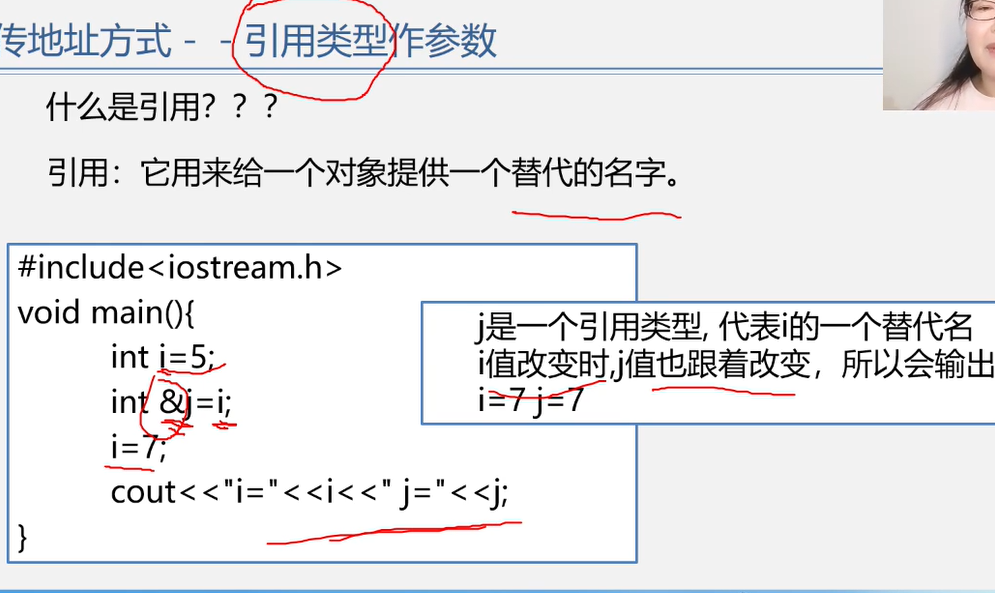 传地址方式 - - 引用类型作参数
什么是引用？？？
引用：它用来给一个对象提供一个替代的名字。
#include<iostream.h>
void main(){
int i=5;
int &j=i;
i=7;
cout<<"i="<<i<<" j="<<j;
}
j是一个引用类型, 代表i的一个替代名
i值改变时,j值也跟着改变，所以会输出
i=7 j=7